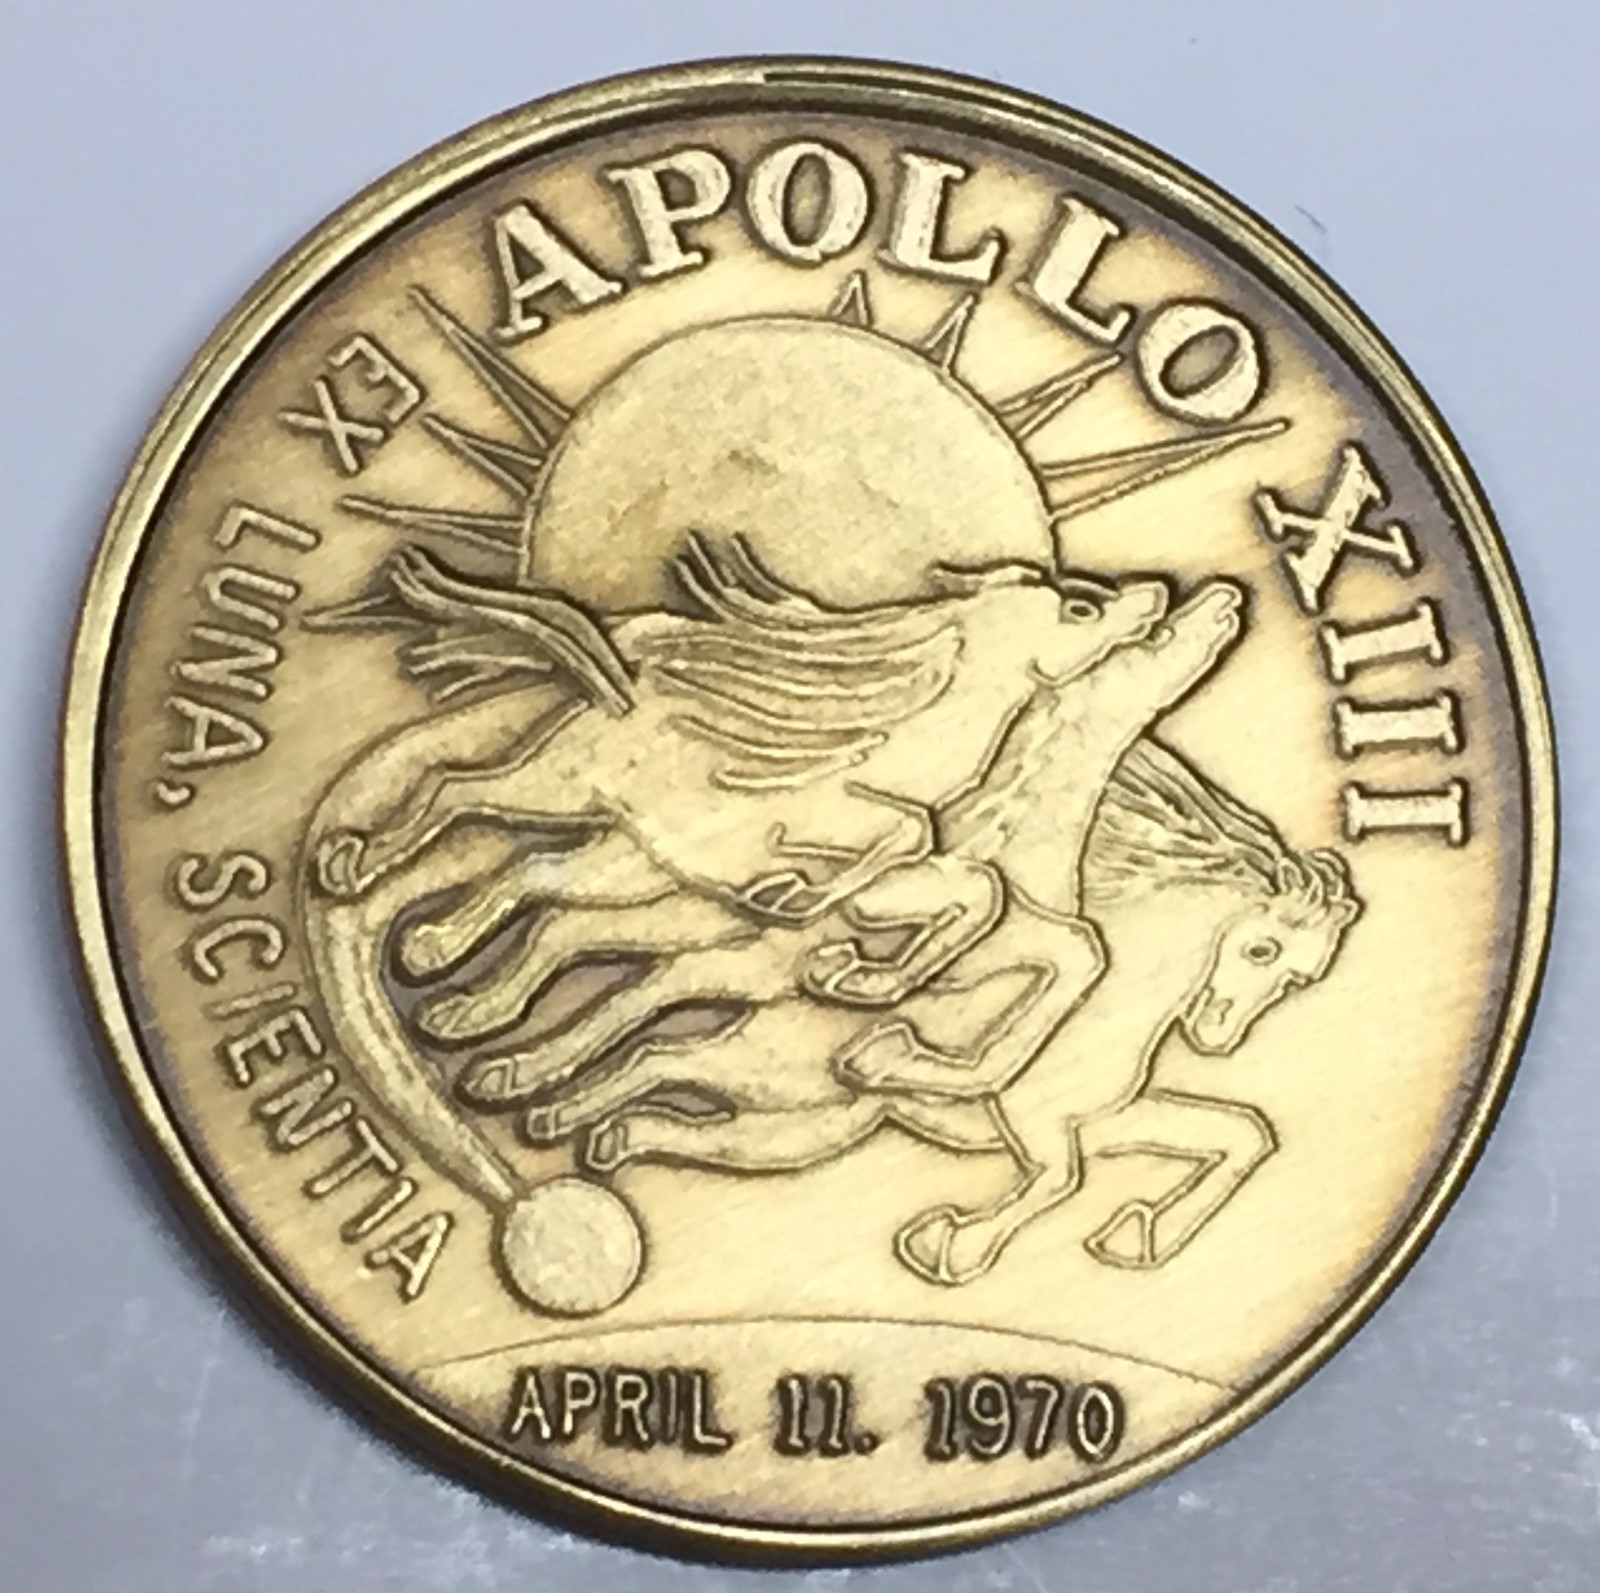 APOLLO XIII
EX LUNA, SCIENTIA
APRIL 11. 1970